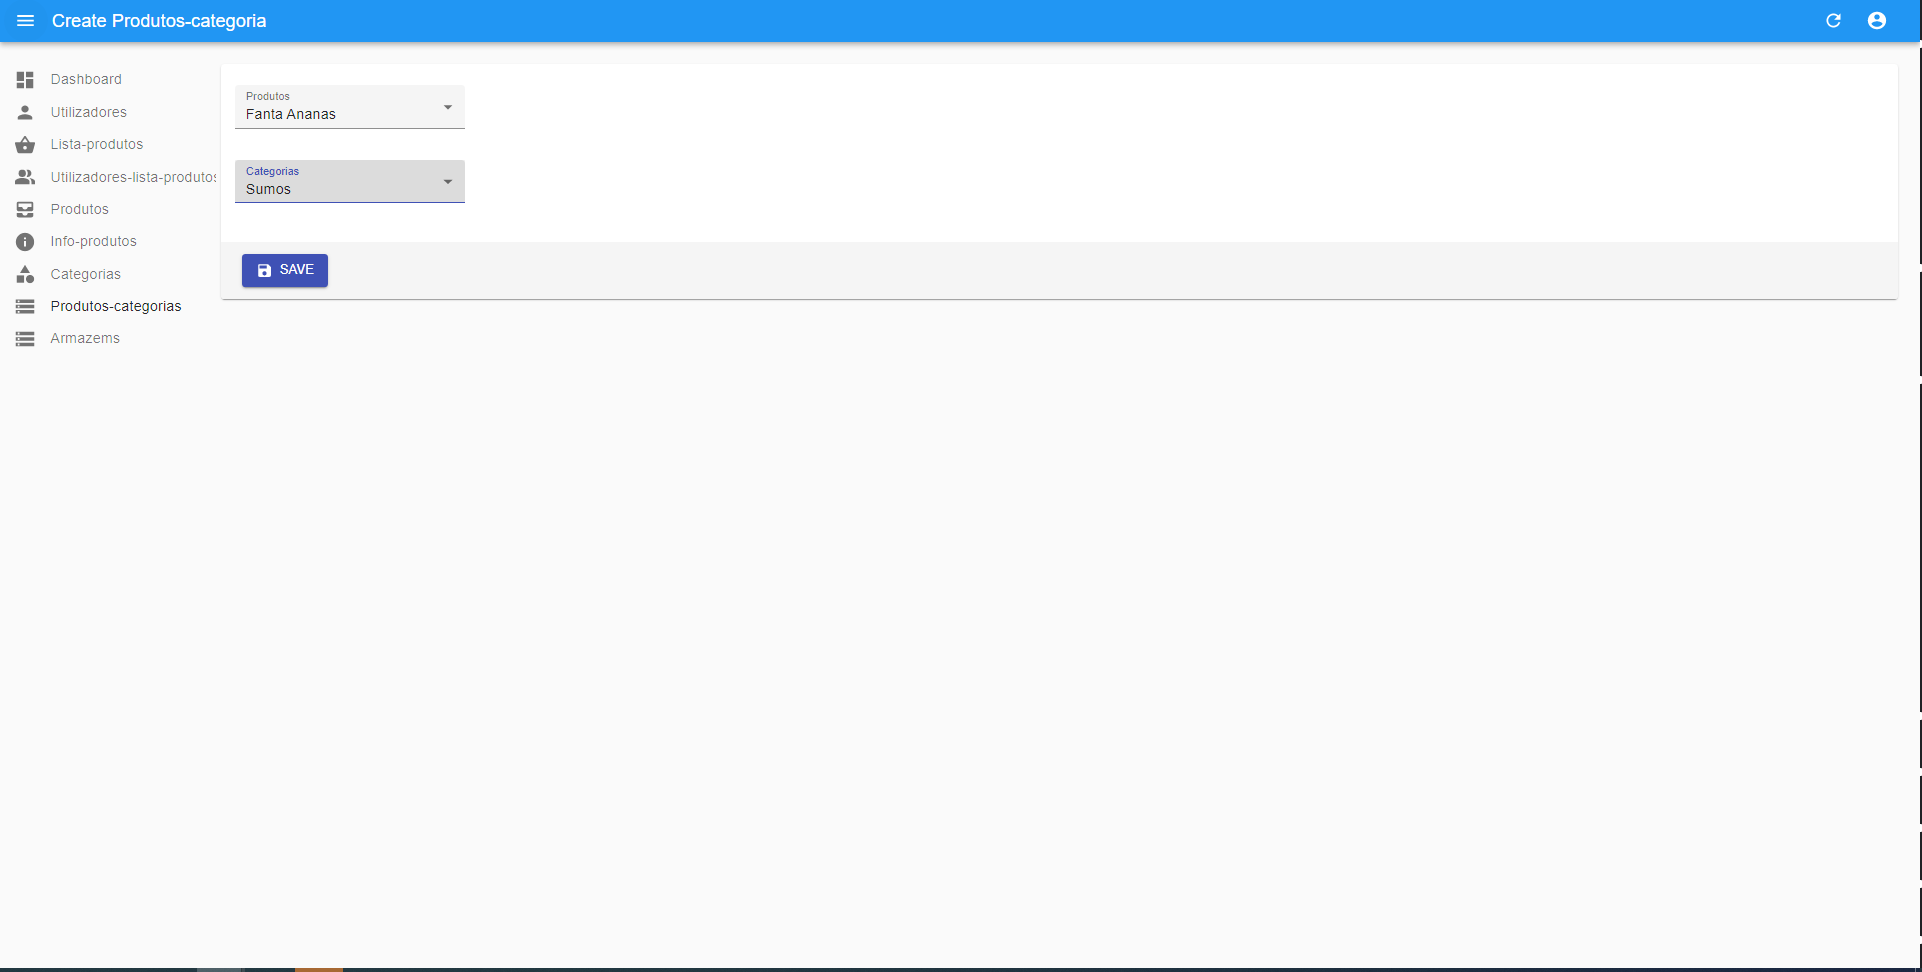 Create Produtos-categoria
Dashboard
Utilizadores
Lista-produtos
Utilizadores-lista-produtos
Produtos
Info-produtos
Categorias
Produtos-categorias
Armazems
Produtos
Fanta Ananas
Categorias
Sumos
SAVE